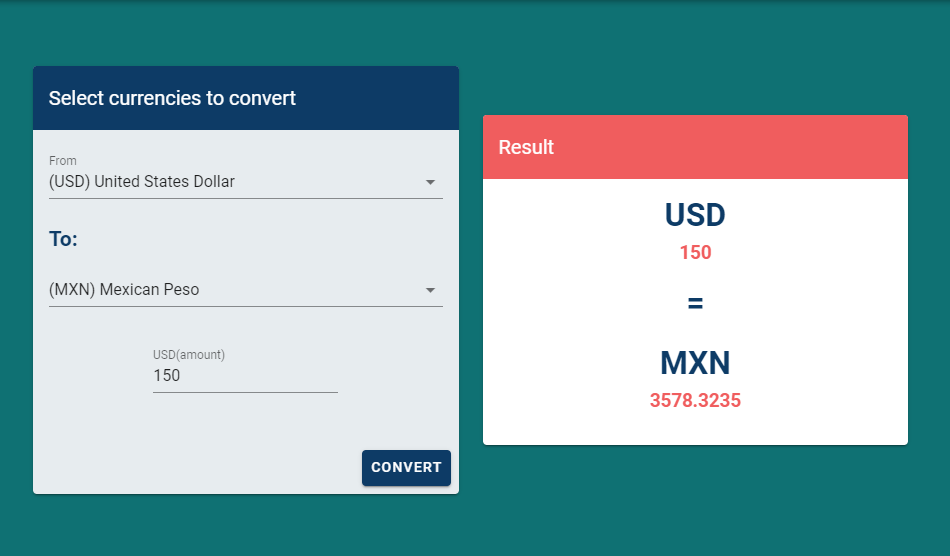 Select currencies to convert
From
(USD) United States Dollar
To:
(MXN) Mexican Peso
USD(amount)
150
CONVERT
Result
USD
150
=
MXN
3578.3235